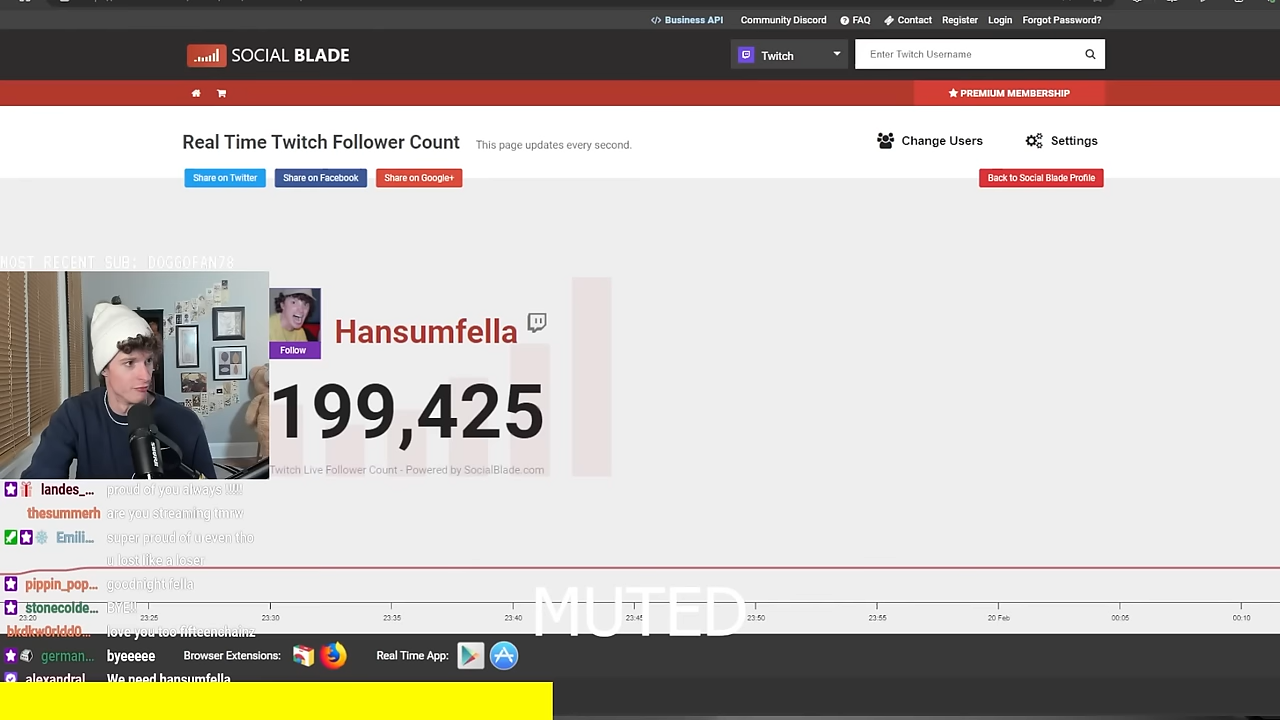 Business API Community Discord FAQ Contact Register Login Forgot Password?
SOCIAL BLADE Twitch Enter Twitch Username
PREMIUM MEMBERSHIP
Real Time Twitch Follower Count This page updates every second. Change Users Settings
Share on Twitter Share on Facebook Share on Google+ Back to Social Blade Profile
MOST RECENT SUB: DOGGOFAN78
Hansumfella
Follow
199,425
Twitch Live Follower Count - Powered by SocialBlade.com
landes_... proud of you always !!!!
thesummerh are you streaming tmrw
Emili... super proud of u even tho
u lost like a loser
pippin_pop... goodnight fella
MUTED
stonecolde... BYE!!
23:20 23:25 23:30 23:35 23:40 23:45 23:50 23:55 20 Feb 00:05 00:10
bkdkw0rldd0... love you too fifteenchainz
german... byeeeee Browser Extensions: Real Time App:
alexandral We need hansumfella